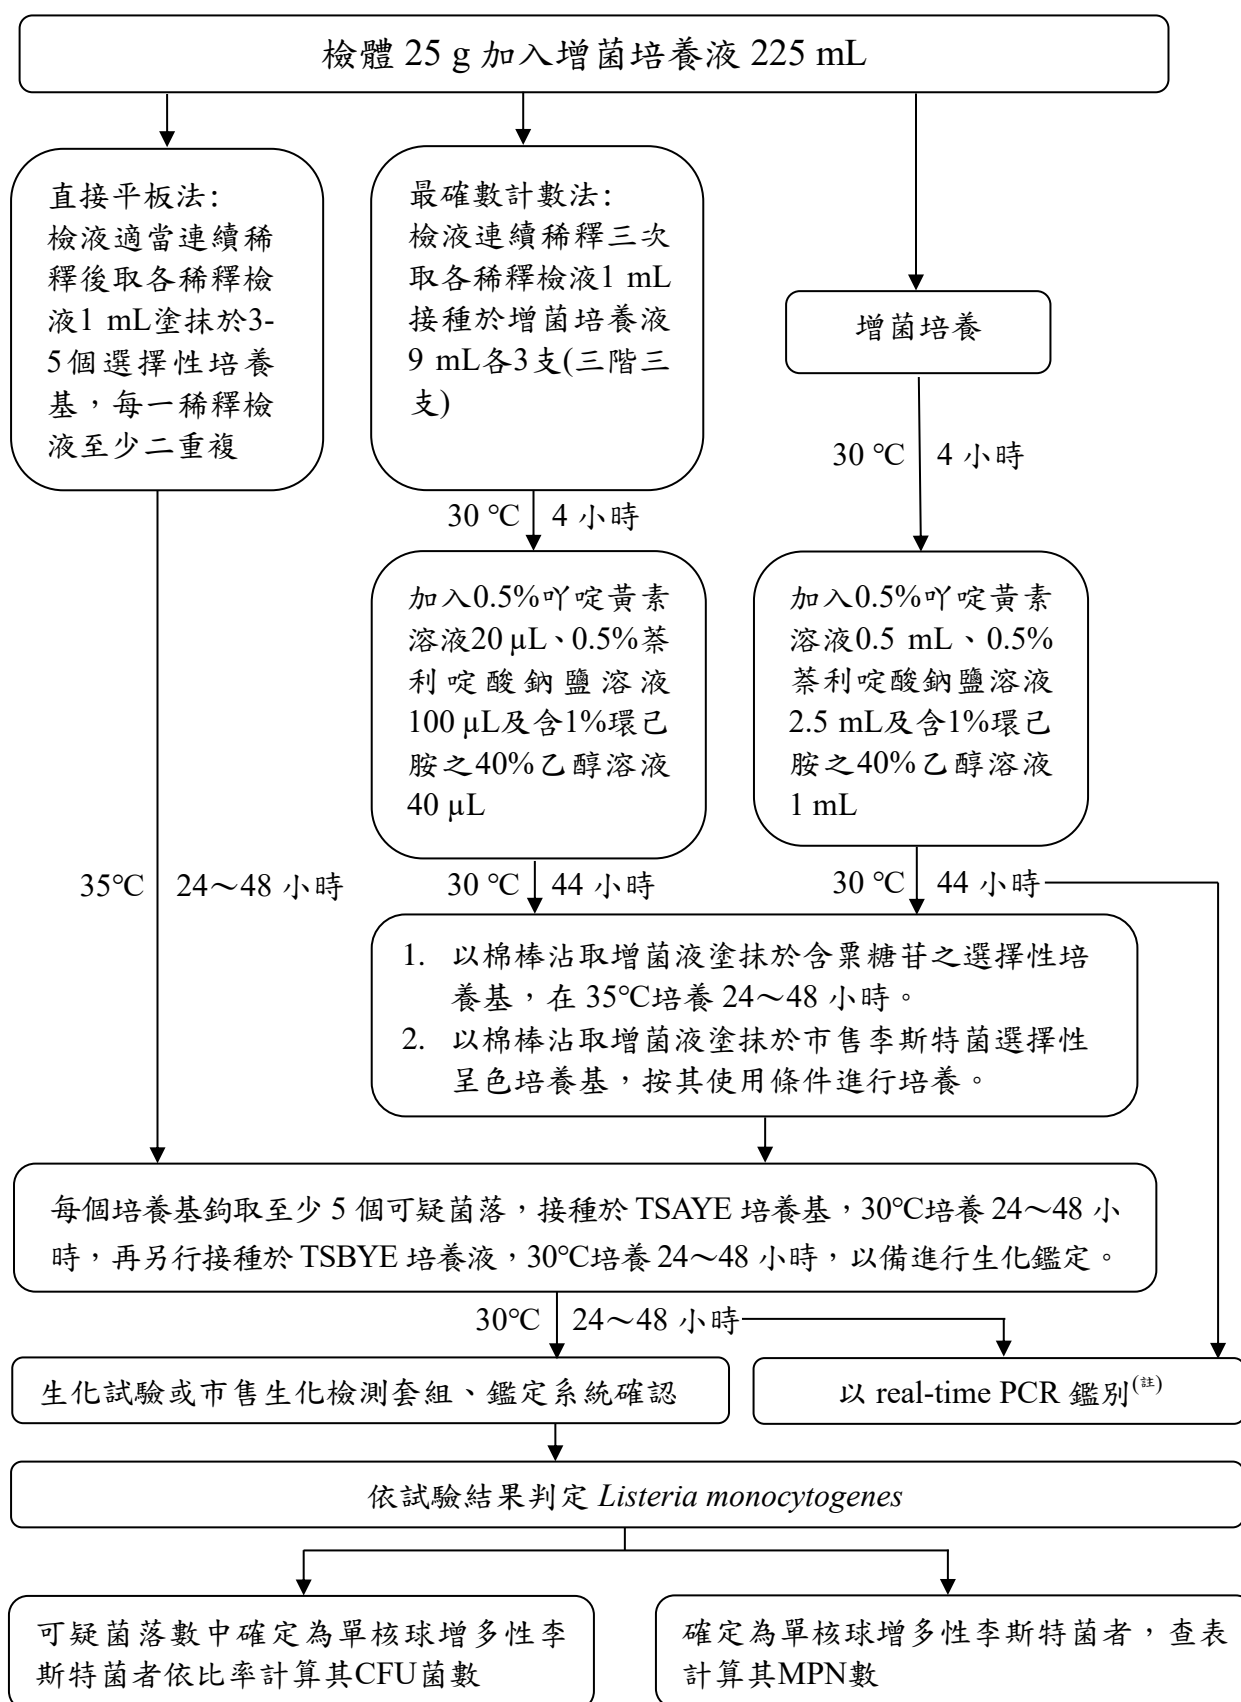 檢體 25 g 加入增菌培養液 225 mL
直接平板法:
檢液適當連續稀
釋後取各稀釋檢
液1 mL塗抹於3-
5個選擇性培養
基，每一稀釋檢
液至少二重複
最確數計數法:
檢液連續稀釋三次
取各稀釋檢液1 mL
接種於增菌培養液
9 mL各3支(三階三
支)
增菌培養
30 ℃ 4 小時
30 ℃ 4 小時
加入0.5%吖啶黃素
溶液20 µL、0.5%萘
利啶酸鈉鹽溶液
100 µL及含1%環己
胺之40%乙醇溶液
40 µL
加入0.5%吖啶黃素
溶液0.5 mL、0.5%
萘利啶酸鈉鹽溶液
2.5 mL及含1%環己
胺之40%乙醇溶液
1 mL
35℃ 24～48 小時
30 ℃ 44 小時
30 ℃ 44 小時
1. 以棉棒沾取增菌液塗抹於含粟糖苷之選擇性培
養基，在 35℃培養 24～48 小時。
2. 以棉棒沾取增菌液塗抹於市售李斯特菌選擇性
呈色培養基，按其使用條件進行培養。
每個培養基鉤取至少 5 個可疑菌落，接種於 TSAYE 培養基，30℃培養 24～48 小
時，再另行接種於 TSBYE 培養液，30℃培養 24～48 小時，以備進行生化鑑定。
30℃ 24～48 小時
生化試驗或市售生化檢測套組、鑑定系統確認
以 real-time PCR 鑑別(註)
依試驗結果判定 Listeria monocytogenes
可疑菌落數中確定為單核球增多性李
斯特菌者依比率計算其CFU菌數
確定為單核球增多性李斯特菌者，查表
計算其MPN數